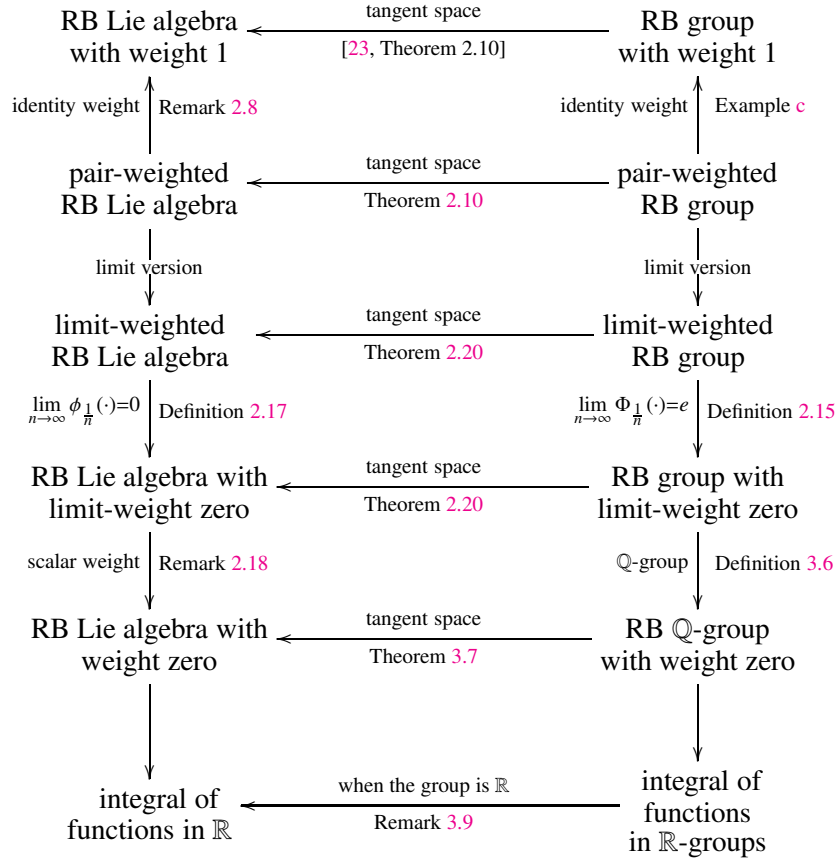 RB Lie algebra
with weight 1
tangent space
[23, Theorem 2.10]
RB group
with weight 1
identity weight
Remark 2.8
identity weight
Example c
pair-weighted
RB Lie algebra
tangent space
Theorem 2.10
pair-weighted
RB group
limit version
limit version
limit-weighted
RB Lie algebra
tangent space
Theorem 2.20
limit-weighted
RB group
lim n→∞ ϕ_{1/n}(·)=0
Definition 2.17
lim n→∞ Φ_{1/n}(·)=e
Definition 2.15
RB Lie algebra with
limit-weight zero
tangent space
Theorem 2.20
RB group with
limit-weight zero
scalar weight
Remark 2.18
ℚ-group
Definition 3.6
RB Lie algebra with
weight zero
tangent space
Theorem 3.7
RB ℚ-group
with weight zero
integral of
functions in ℝ
when the group is ℝ
Remark 3.9
integral of
functions
in ℝ-groups